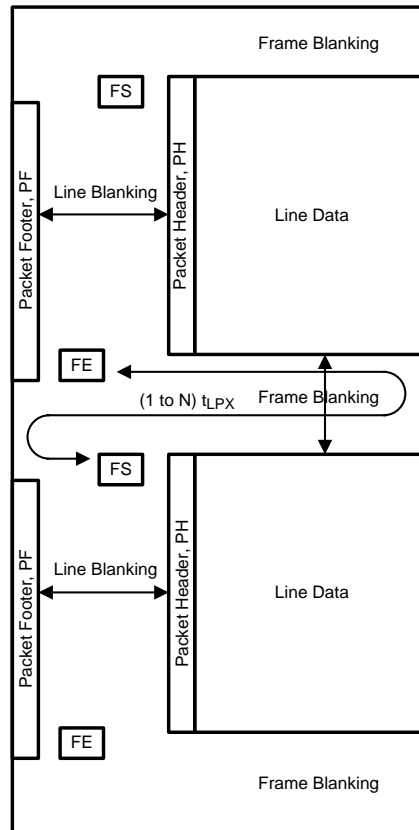 Frame Blanking
FS
Packet Footer, PF
Line Blanking
Packet Header, PH
Line Data
FE
(1 to N) tLPX
Frame Blanking
FS
Packet Footer, PF
Line Blanking
Packet Header, PH
Line Data
FE
Frame Blanking